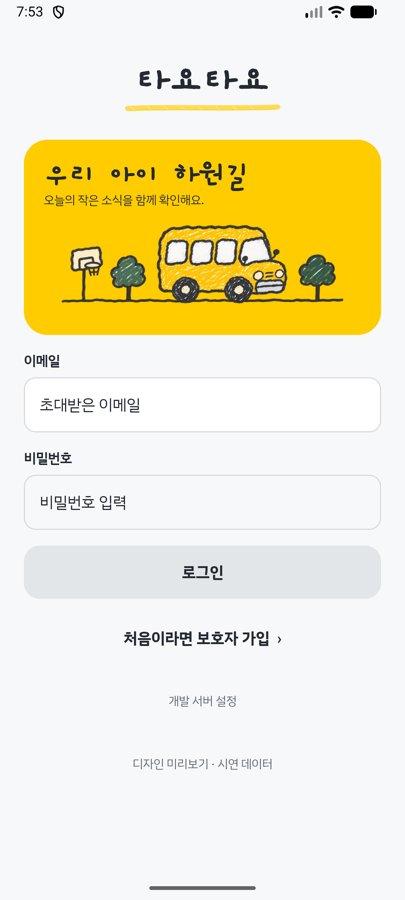 7:53
타요타요
우리 아이 하원길
오늘의 작은 소식을 함께 확인해요.
이메일
초대받은 이메일
비밀번호
비밀번호 입력
로그인
처음이라면 보호자 가입 ›
개발 서버 설정
디자인 미리보기 · 시연 데이터